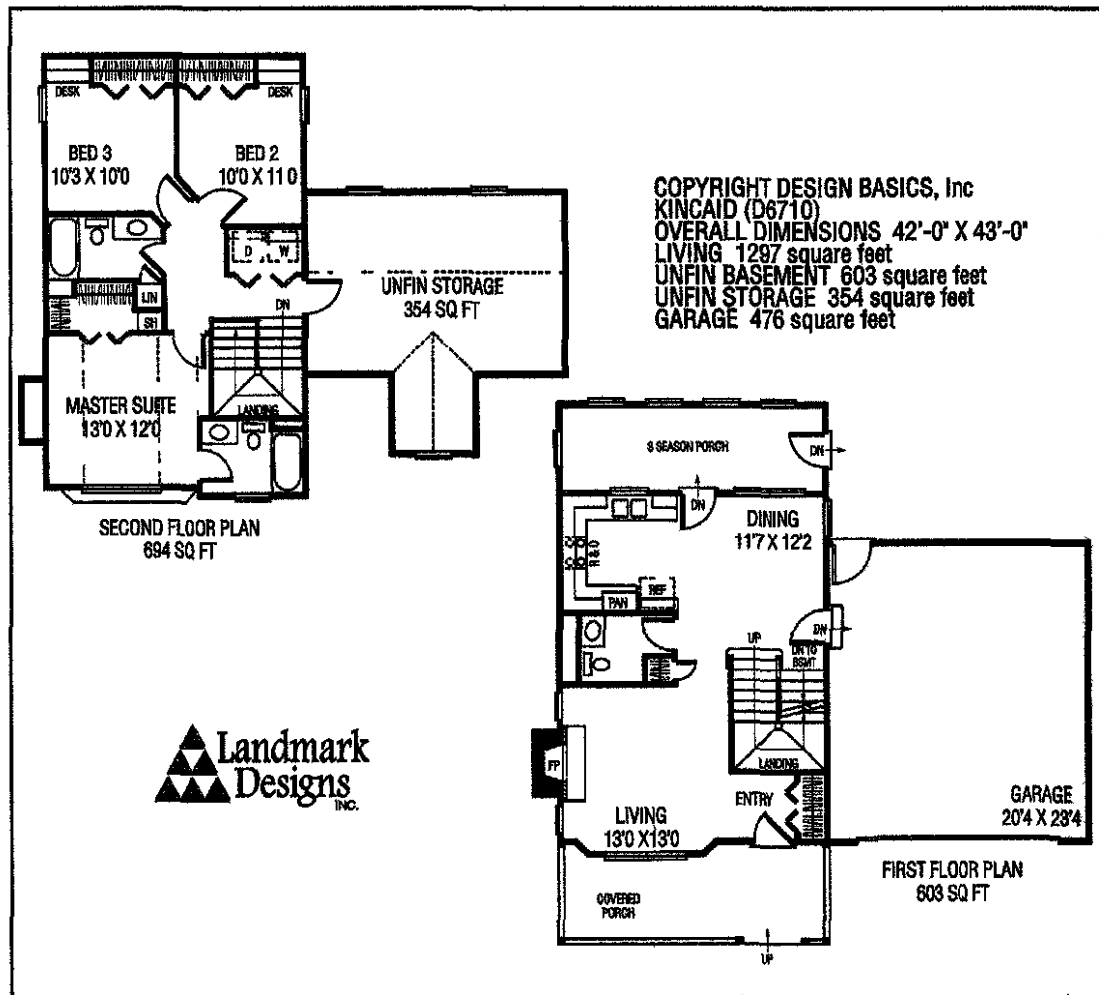 DESK
DESK
BED 3
10'3 X 10'0
BED 2
10'0 X 11 0
D
W
LIN
SH
DN
UNFIN STORAGE
354 SQ FT
MASTER SUITE
13'0 X 12'0
LANDING
SECOND FLOOR PLAN
694 SQ FT
COPYRIGHT DESIGN BASICS, Inc
KINCAID (D6710)
OVERALL DIMENSIONS 42'-0" X 43'-0"
LIVING 1297 square feet
UNFIN BASEMENT 603 square feet
UNFIN STORAGE 354 square feet
GARAGE 476 square feet
SEASON PORCH
DN
DN
DINING
11'7 X 12'2
R & O
PAN
REF
DN
UP
DN TO
BSMT
LANDING
FP
ENTRY
LIVING
13'0 X13'0
GARAGE
20'4 X 23'4
COVERED
PORCH
UP
FIRST FLOOR PLAN
603 SQ FT
Landmark
Designs
INC.